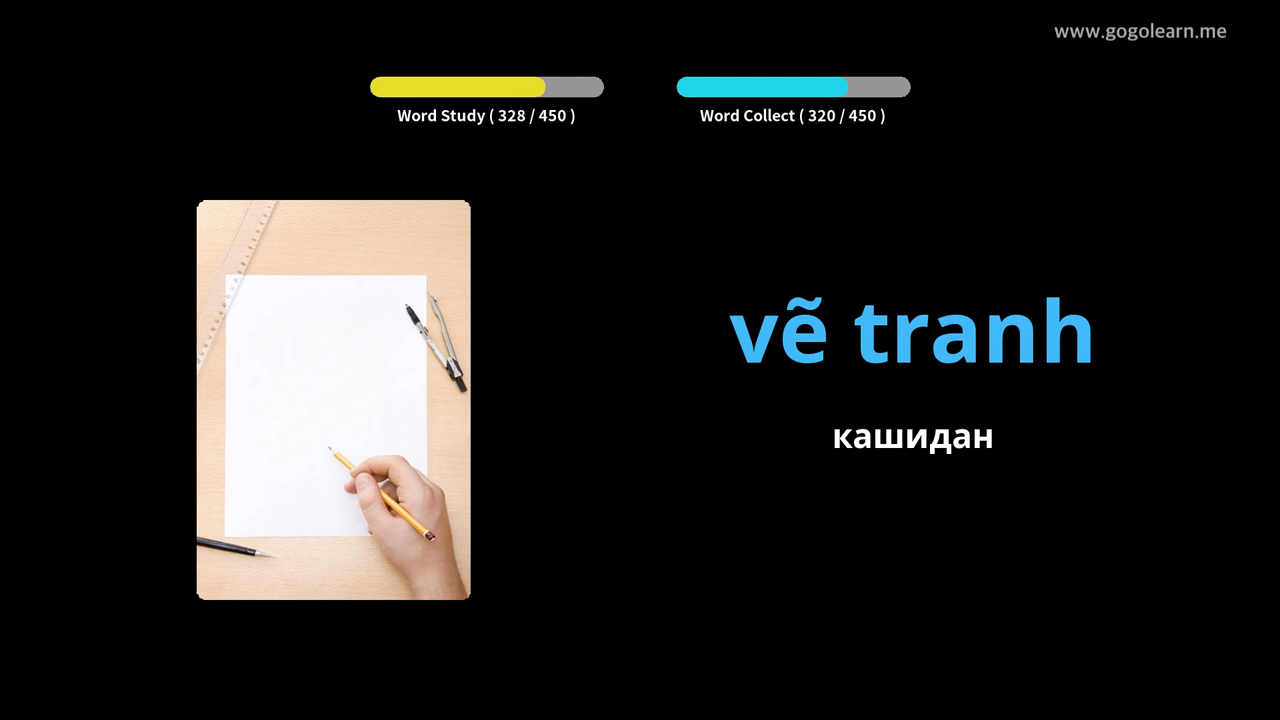 www.gogolearn.me
Word Study ( 328 / 450 )
Word Collect ( 320 / 450 )
vẽ tranh
кашидан